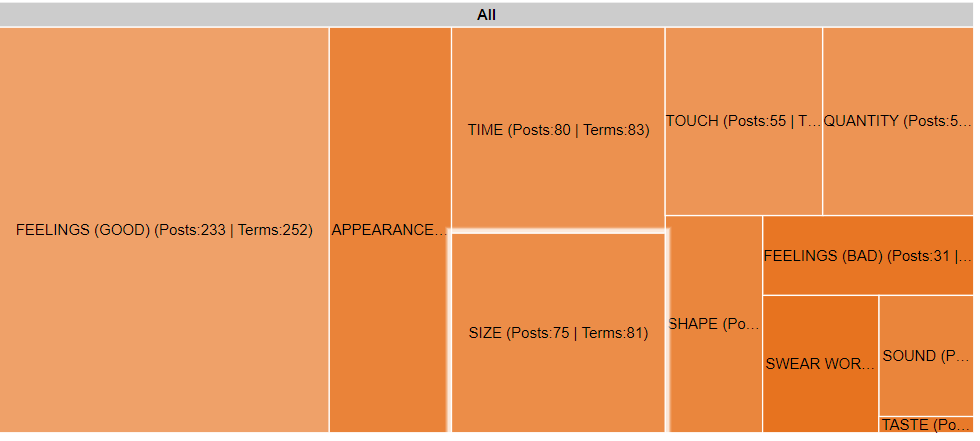 All
FEELINGS (GOOD) (Posts:233 | Terms:252)
APPEARANCE...
TIME (Posts:80 | Terms:83)
SIZE (Posts:75 | Terms:81)
TOUCH (Posts:55 | T...
QUANTITY (Posts:5...
SHAPE (Po...
FEELINGS (BAD) (Posts:31 |...
SWEAR WOR...
SOUND (P...
TASTE (Po...